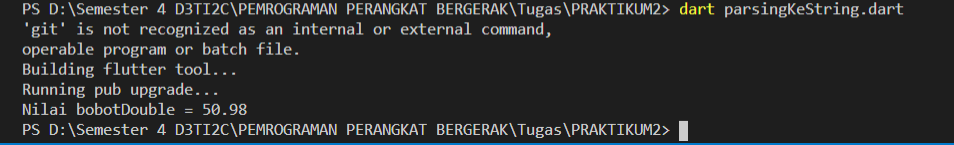 PS D:\Semester 4 D3TI2C\PEMROGRAMAN PERANGKAT BERGERAK\Tugas\PRAKTIKUM2> dart parsingKeString.dart
'git' is not recognized as an internal or external command,
operable program or batch file.
Building flutter tool...
Running pub upgrade...
Nilai bobotDouble = 50.98
PS D:\Semester 4 D3TI2C\PEMROGRAMAN PERANGKAT BERGERAK\Tugas\PRAKTIKUM2>